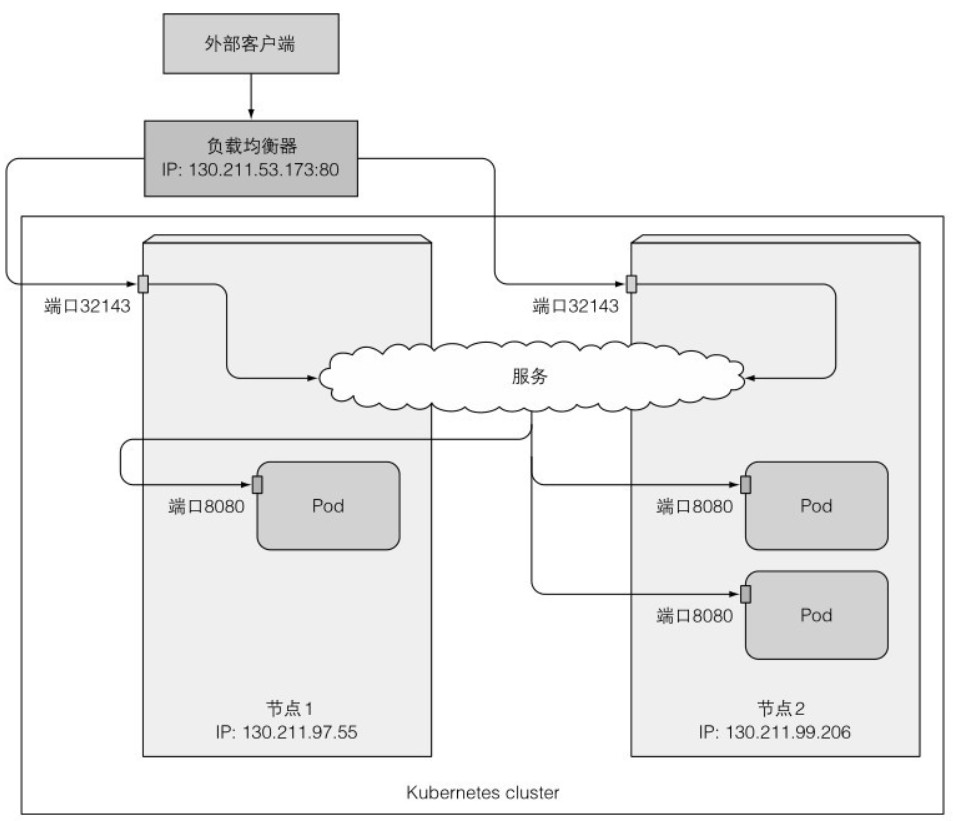 外部客户端
负载均衡器
IP: 130.211.53.173:80
端口32143
端口32143
服务
端口8080
Pod
端口8080
Pod
端口8080
Pod
节点1
IP: 130.211.97.55
节点2
IP: 130.211.99.206
Kubernetes cluster